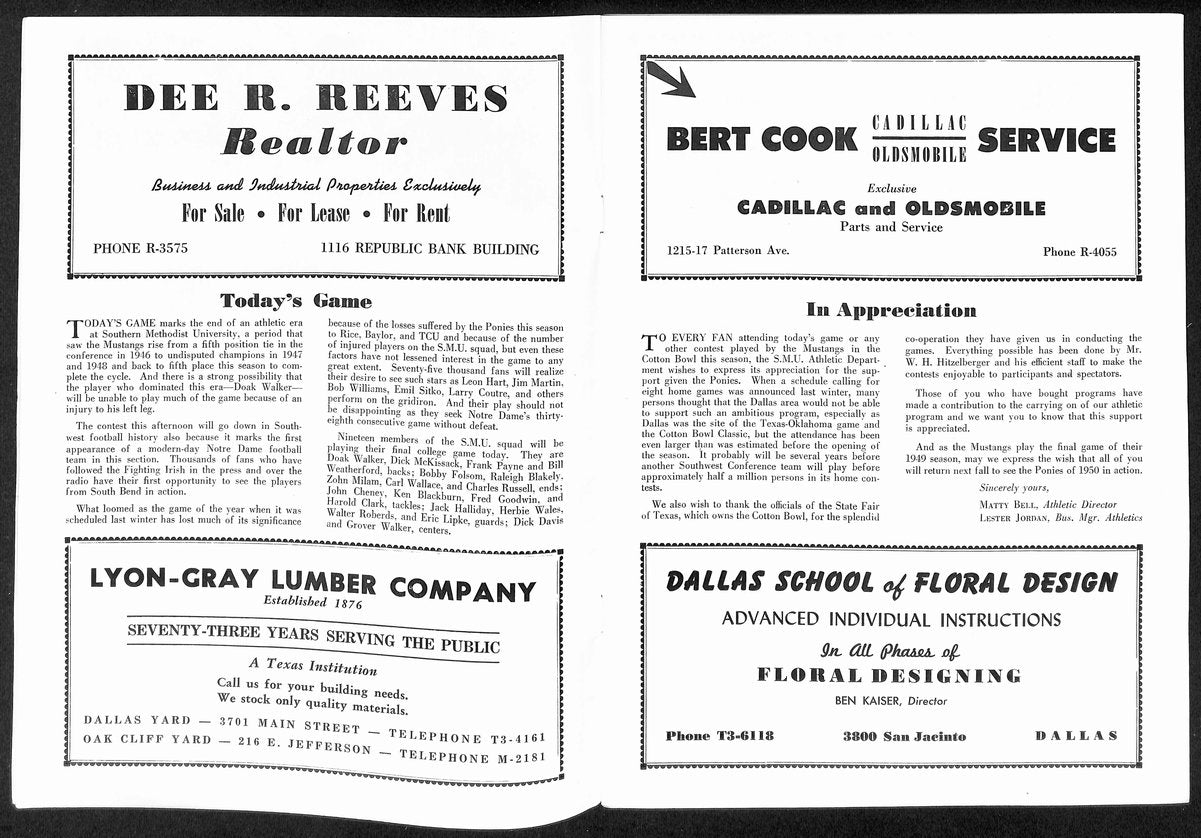 DEE R. REEVES
Realtor
Business and Industrial Properties Exclusively
For Sale • For Lease • For Rent
PHONE R-3575 1116 REPUBLIC BANK BUILDING
Today's Game
TODAY'S GAME marks the end of an athletic era
at Southern Methodist University, a period that
saw the Mustangs rise from a fifth position tie in the
conference in 1946 to undisputed champions in 1947
and 1948 and back to fifth place this season to com-
plete the cycle. And there is a strong possibility that
the player who dominated this era—Doak Walker—
will be unable to play much of the game because of an
injury to his left leg.
The contest this afternoon will go down in South-
west football history also because it marks the first
appearance of a modern-day Notre Dame football
team in this section. Thousands of fans who have
followed the Fighting Irish in the press and over the
radio have their first opportunity to see the players
from South Bend in action.
What loomed as the game of the year when it was
scheduled last winter has lost much of its significance
because of the losses suffered by the Ponies this season
to Rice, Baylor, and TCU and because of the number
of injured players on the S.M.U. squad, but even these
factors have not lessened interest in the game to any
great extent. Seventy-five thousand fans will realize
their desire to see such stars as Leon Hart, Jim Martin,
Bob Williams, Emil Sitko, Larry Coutre, and others
perform on the gridiron. And their play should not
be disappointing as they seek Notre Dame's thirty-
eighth consecutive game without defeat.
Nineteen members of the S.M.U. squad will be
playing their final college game today. They are
Doak Walker, Dick McKissack, Frank Payne and Bill
Weatherford, backs; Bobby Folsom, Raleigh Blakely,
Zohn Milam, Carl Wallace, and Charles Russell, ends;
John Cheney, Ken Blackburn, Fred Goodwin, and
Harold Clark, tackles; Jack Halliday, Herbie Wales,
Walter Roberds, and Eric Lipke, guards; Dick Davis
and Grover Walker, centers.
LYON-GRAY LUMBER COMPANY
Established 1876
SEVENTY-THREE YEARS SERVING THE PUBLIC
A Texas Institution
Call us for your building needs.
We stock only quality materials.
DALLAS YARD — 3701 MAIN STREET — TELEPHONE T3-4161
OAK CLIFF YARD — 216 E. JEFFERSON — TELEPHONE M-2181
BERT COOK CADILLAC OLDSMOBILE SERVICE
Exclusive
CADILLAC and OLDSMOBILE
Parts and Service
1215-17 Patterson Ave. Phone R-4055
In Appreciation
TO EVERY FAN attending today's game or any
other contest played by the Mustangs in the
Cotton Bowl this season, the S.M.U. Athletic Depart-
ment wishes to express its appreciation for the sup-
port given the Ponies. When a schedule calling for
eight home games was announced last winter, many
persons thought that the Dallas area would not be able
to support such an ambitious program, especially as
Dallas was the site of the Texas-Oklahoma game and
the Cotton Bowl Classic, but the attendance has been
even larger than was estimated before the opening of
the season. It probably will be several years before
another Southwest Conference team will play before
approximately half a million persons in its home con-
tests.
We also wish to thank the officials of the State Fair
of Texas, which owns the Cotton Bowl, for the splendid
co-operation they have given us in conducting the
games. Everything possible has been done by Mr.
W. H. Hitzelberger and his efficient staff to make the
contests enjoyable to participants and spectators.
Those of you who have bought programs have
made a contribution to the carrying on of our athletic
program and we want you to know that this support
is appreciated.
And as the Mustangs play the final game of their
1949 season, may we express the wish that all of you
will return next fall to see the Ponies of 1950 in action.
Sincerely yours,
MATTY BELL, Athletic Director
LESTER JORDAN, Bus. Mgr. Athletics
DALLAS SCHOOL of FLORAL DESIGN
ADVANCED INDIVIDUAL INSTRUCTIONS
In All Phases of
FLORAL DESIGNING
BEN KAISER, Director
Phone T3-6118 3800 San Jacinto DALLAS